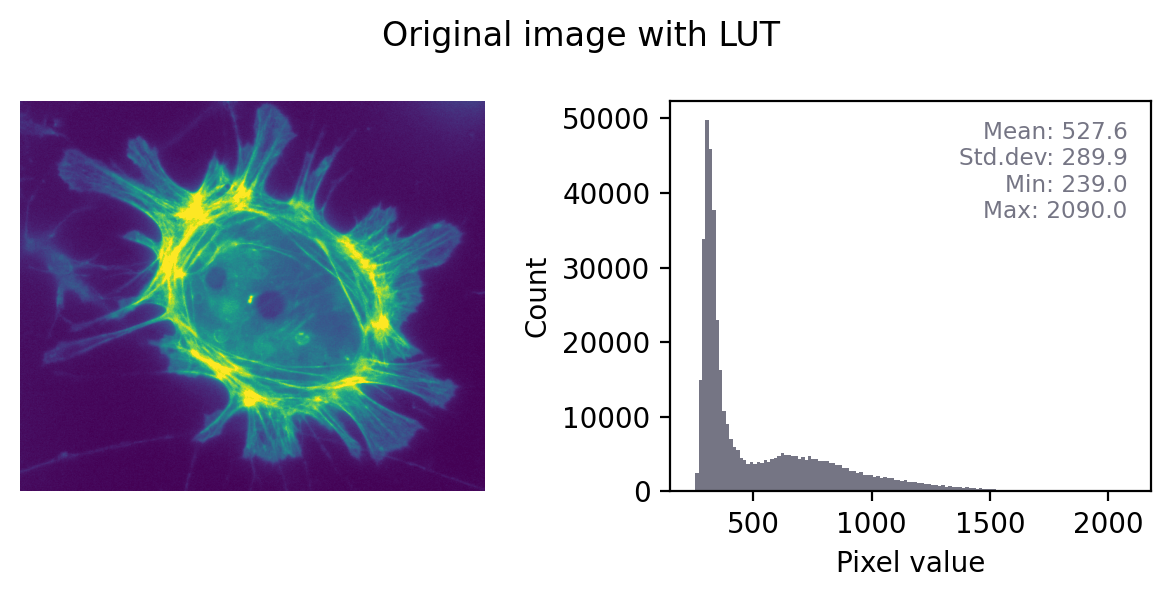 Original image with LUT
50000
40000
30000
20000
10000
0
Count
Mean: 527.6
Std.dev: 289.9
Min: 239.0
Max: 2090.0
500 1000 1500 2000
Pixel value